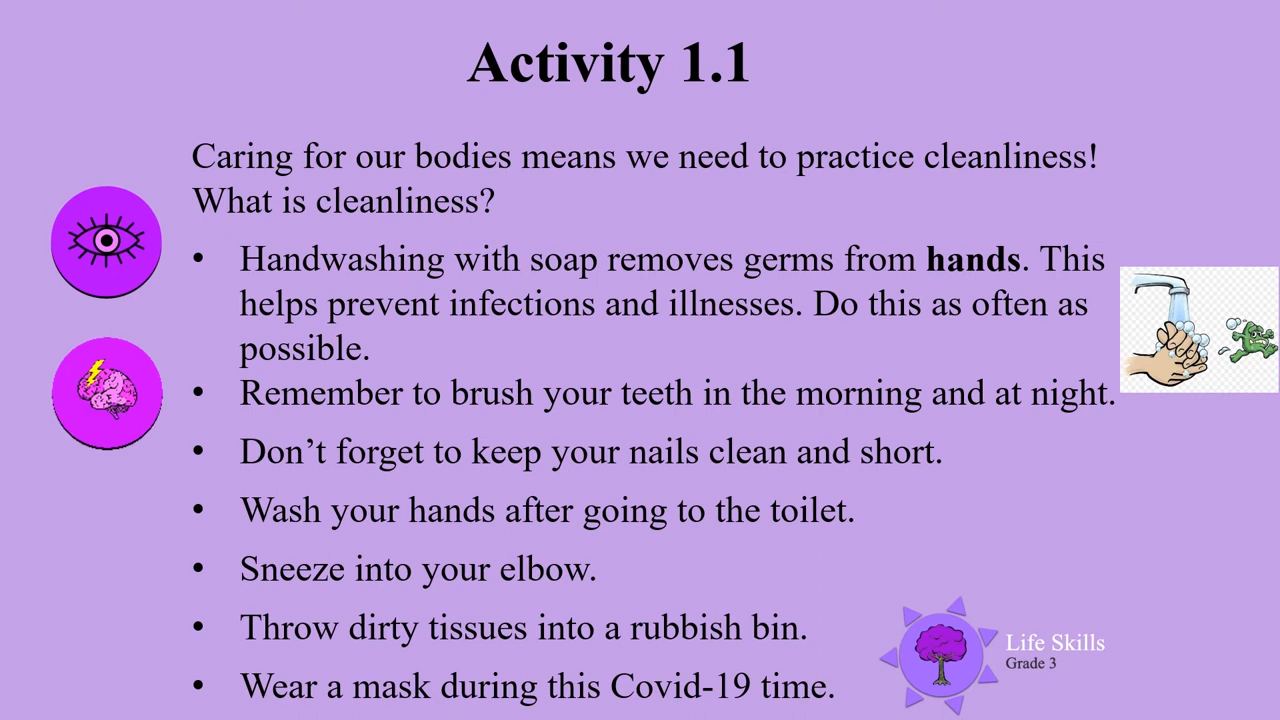 Activity 1.1
Caring for our bodies means we need to practice cleanliness!
What is cleanliness?
• Handwashing with soap removes germs from hands. This
helps prevent infections and illnesses. Do this as often as
possible.
• Remember to brush your teeth in the morning and at night.
• Don’t forget to keep your nails clean and short.
• Wash your hands after going to the toilet.
• Sneeze into your elbow.
• Throw dirty tissues into a rubbish bin.
• Wear a mask during this Covid-19 time.
Life Skills
Grade 3